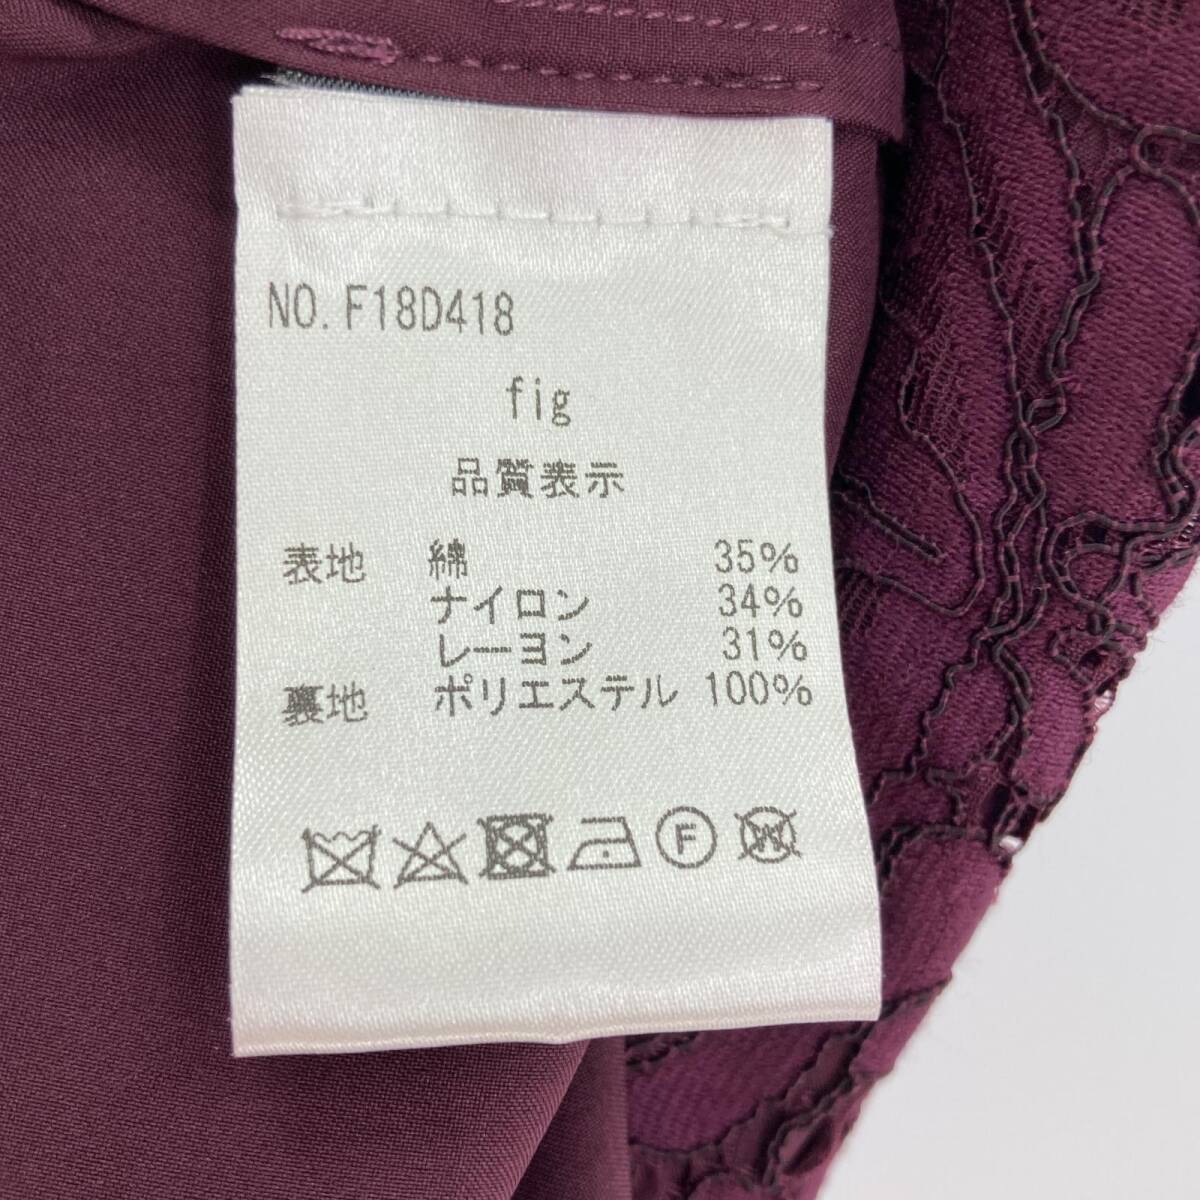 NO. F18D418
fig
品質表示
表地 綿 35%
ナイロン 34%
レーヨン 31%
裏地 ポリエステル 100%
F W